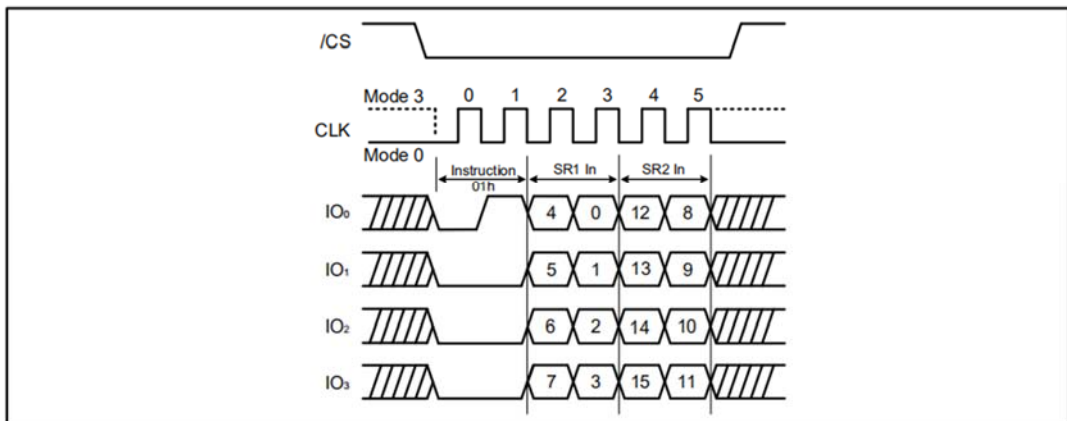 /CS
Mode 3 0 1 2 3 4 5
CLK
Mode 0
Instruction SR1 In SR2 In
01h
IO₀ 4 0 12 8
IO₁ 5 1 13 9
IO₂ 6 2 14 10
IO₃ 7 3 15 11